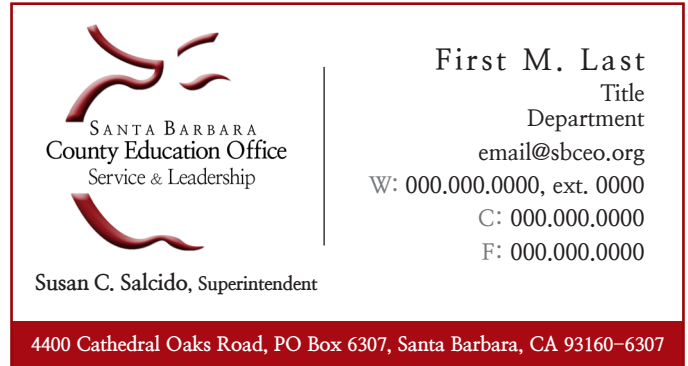 SANTA BARBARA
County Education Office
Service & Leadership
Susan C. Salcido, Superintendent
First M. Last
Title
Department
email@sbceo.org
W: 000.000.0000, ext. 0000
C: 000.000.0000
F: 000.000.0000
4400 Cathedral Oaks Road, PO Box 6307, Santa Barbara, CA 93160-6307